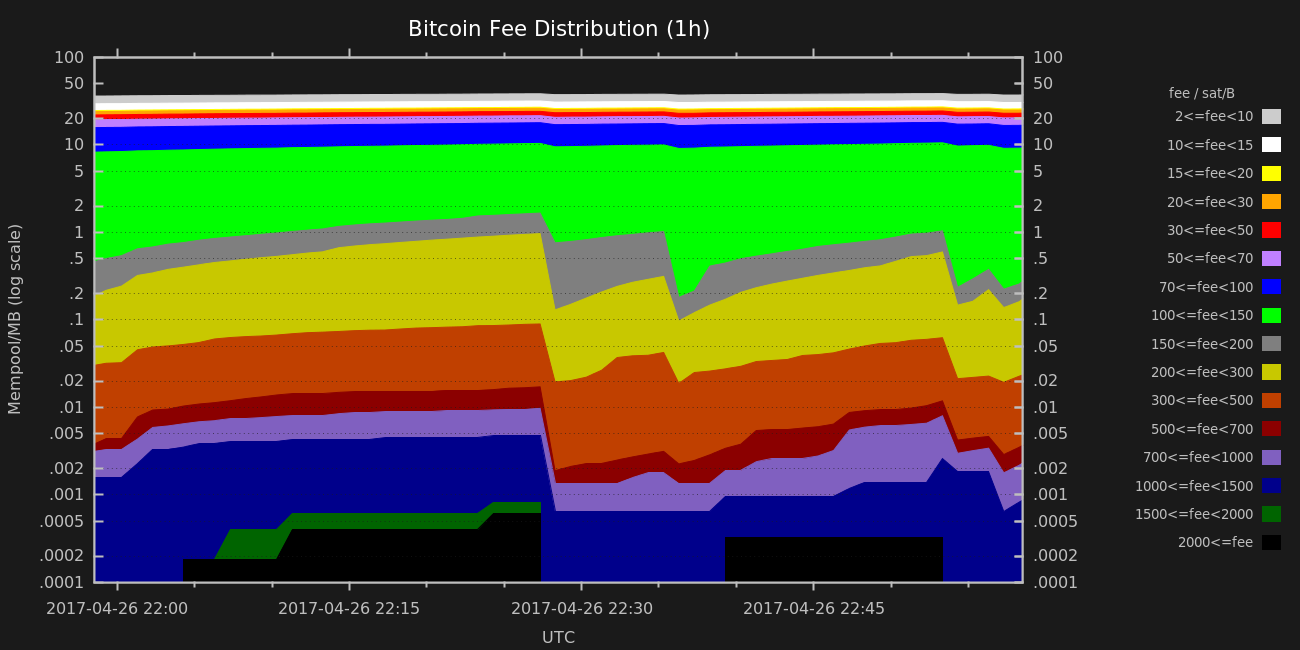 Bitcoin Fee Distribution (1h)
100
50
20
10
5
2
1
.5
.2
.1
.05
.02
.01
.005
.002
.001
.0005
.0002
.0001
Mempool/MB (log scale)
100
50
20
10
5
2
1
.5
.2
.1
.05
.02
.01
.005
.002
.001
.0005
.0002
.0001
2017-04-26 22:00
2017-04-26 22:15
2017-04-26 22:30
2017-04-26 22:45
UTC
fee / sat/B
2<=fee<10
10<=fee<15
15<=fee<20
20<=fee<30
30<=fee<50
50<=fee<70
70<=fee<100
100<=fee<150
150<=fee<200
200<=fee<300
300<=fee<500
500<=fee<700
700<=fee<1000
1000<=fee<1500
1500<=fee<2000
2000<=fee